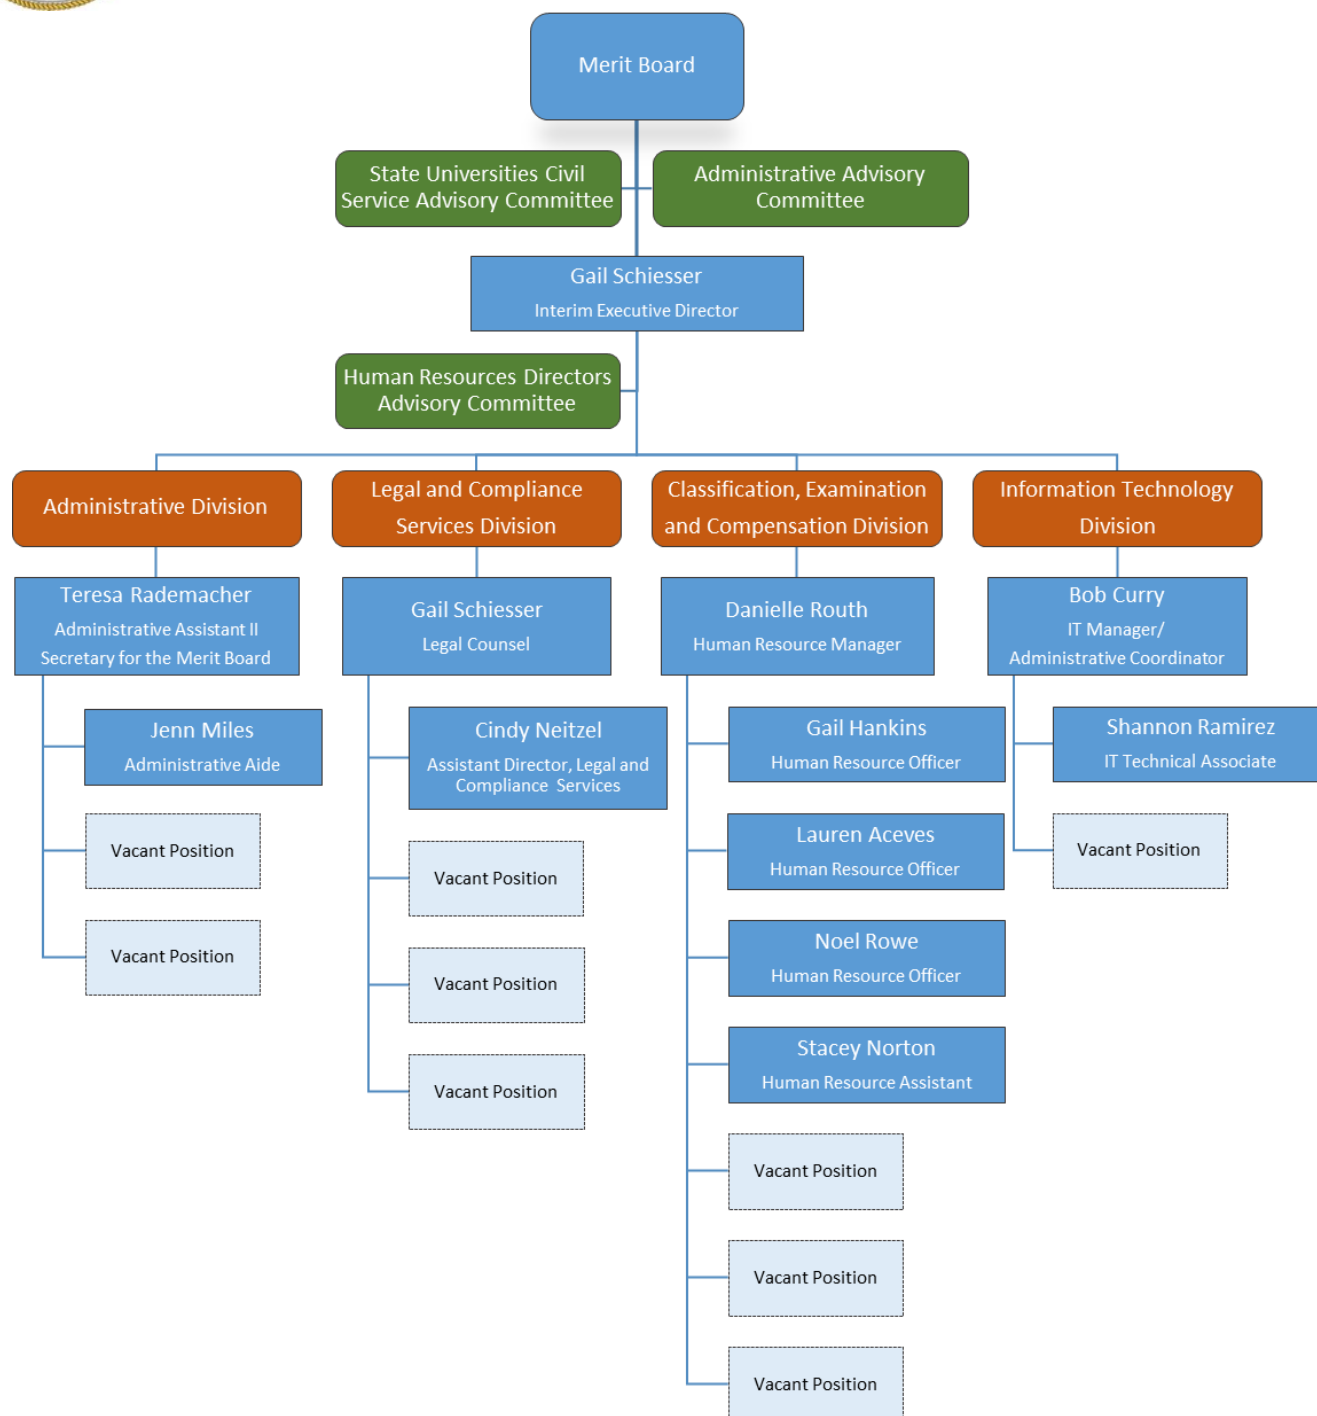 Merit Board
State Universities Civil
Service Advisory Committee
Administrative Advisory
Committee
Gail Schiesser
Interim Executive Director
Human Resources Directors
Advisory Committee
Administrative Division
Legal and Compliance
Services Division
Classification, Examination
and Compensation Division
Information Technology
Division
Teresa Rademacher
Administrative Assistant II
Secretary for the Merit Board
Jenn Miles
Administrative Aide
Vacant Position
Vacant Position
Gail Schiesser
Legal Counsel
Cindy Neitzel
Assistant Director, Legal and
Compliance Services
Vacant Position
Vacant Position
Vacant Position
Danielle Routh
Human Resource Manager
Gail Hankins
Human Resource Officer
Lauren Aceves
Human Resource Officer
Noel Rowe
Human Resource Officer
Stacey Norton
Human Resource Assistant
Vacant Position
Vacant Position
Vacant Position
Bob Curry
IT Manager/
Administrative Coordinator
Shannon Ramirez
IT Technical Associate
Vacant Position